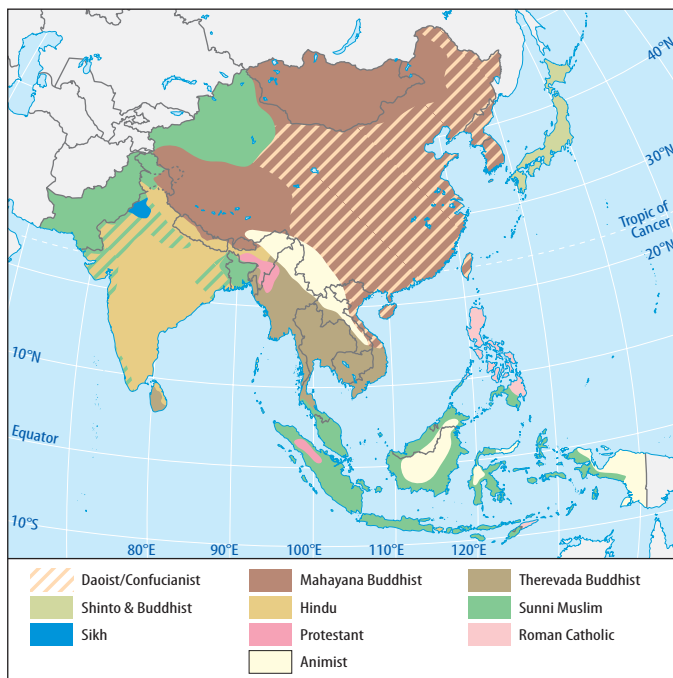 40°N
30°N
Tropic of
Cancer
20°N
10°N
Equator
10°S
80°E
90°E
100°E
110°E
120°E
Daoist/Confucianist
Mahayana Buddhist
Therevada Buddhist
Shinto & Buddhist
Hindu
Sunni Muslim
Sikh
Protestant
Roman Catholic
Animist